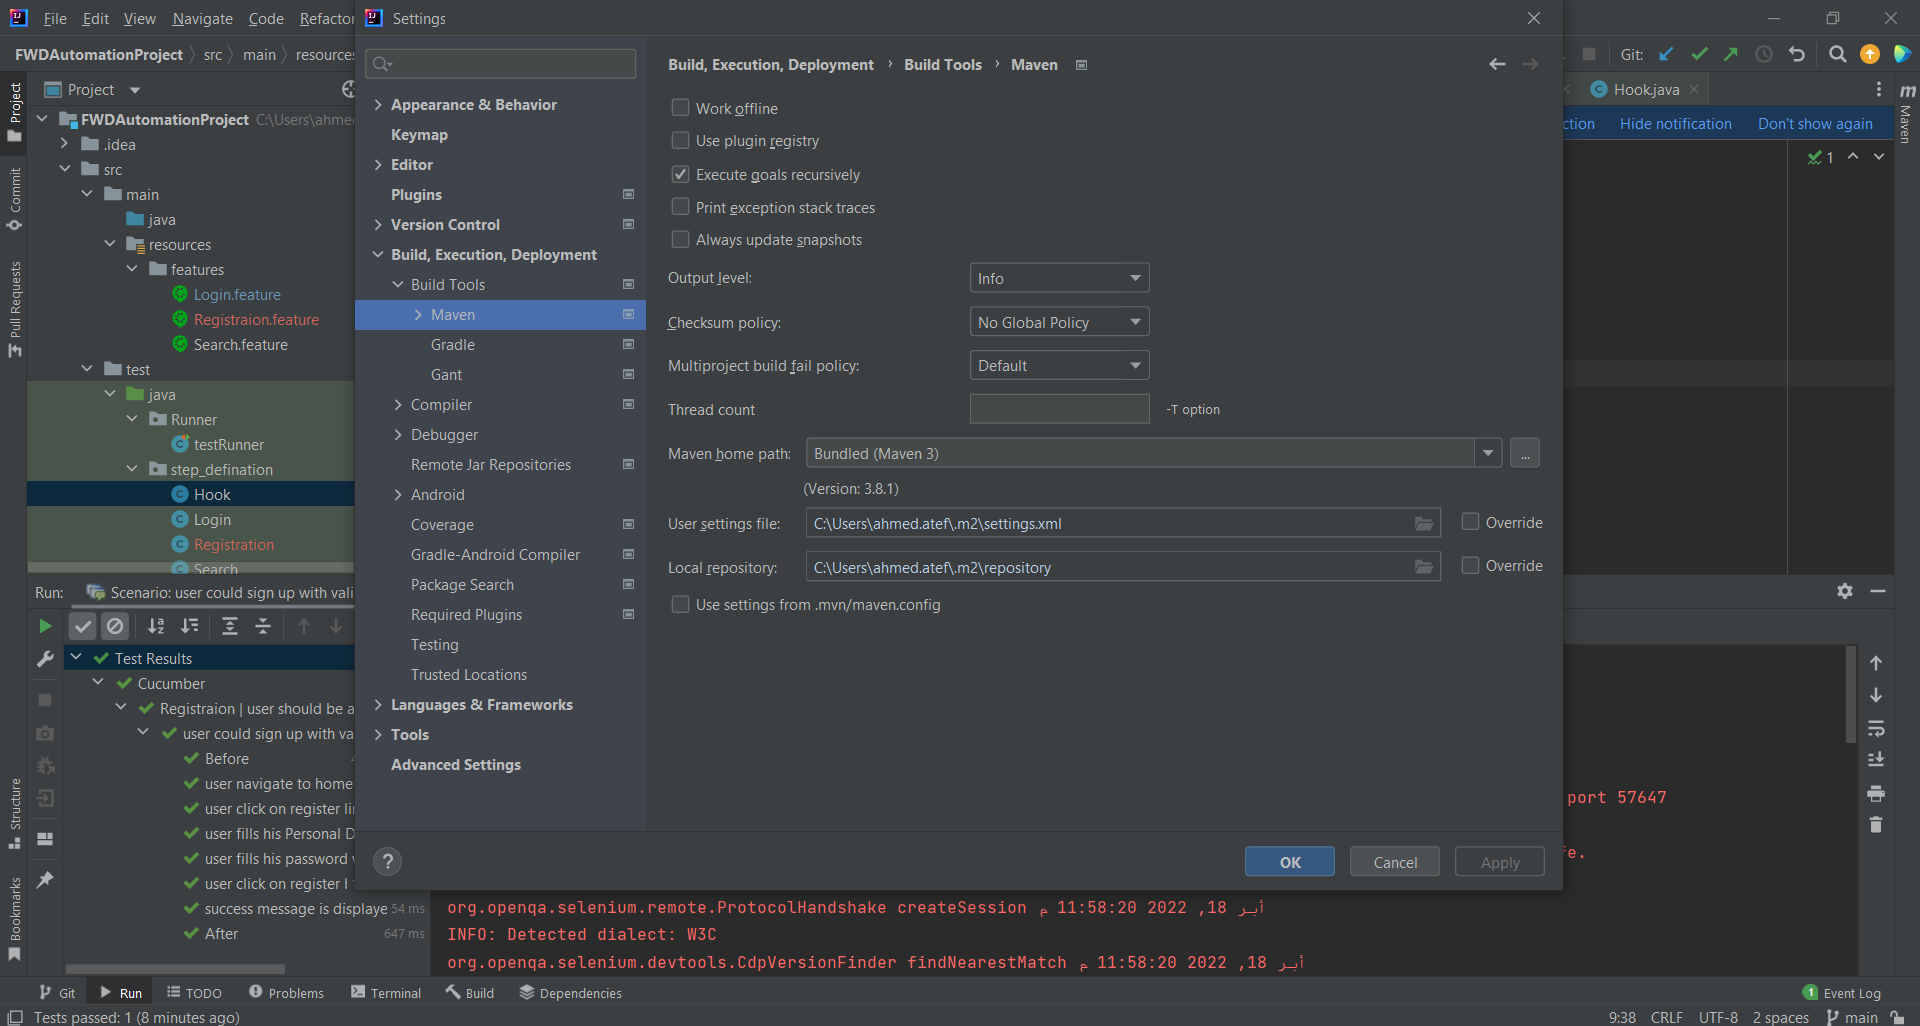 File Edit View Navigate Code Refactor
Settings
FWDAutomationProject src main resources
Git:
Project
Hook.java
FWDAutomationProject C:\Users\ahmed
.idea
src
main
java
resources
features
Login.feature
Registraion.feature
Search.feature
test
java
Runner
testRunner
step_defination
Hook
Login
Registration
Search
Project
Commit
Pull Requests
Structure
Bookmarks
Appearance & Behavior
Keymap
Editor
Plugins
Version Control
Build, Execution, Deployment
Build Tools
Maven
Gradle
Gant
Compiler
Debugger
Remote Jar Repositories
Android
Coverage
Gradle-Android Compiler
Package Search
Required Plugins
Testing
Trusted Locations
Languages & Frameworks
Tools
Advanced Settings
Build, Execution, Deployment › Build Tools › Maven
Work offline
Use plugin registry
Execute goals recursively
Print exception stack traces
Always update snapshots
Output level: Info
Checksum policy: No Global Policy
Multiproject build fail policy: Default
Thread count -T option
Maven home path: Bundled (Maven 3) ...
(Version: 3.8.1)
User settings file: C:\Users\ahmed.atef\.m2\settings.xml Override
Local repository: C:\Users\ahmed.atef\.m2\repository Override
Use settings from .mvn/maven.config
? OK Cancel Apply
ction Hide notification Don't show again
1
m Maven
Run: Scenario: user could sign up with vali
Test Results
Cucumber
Registraion | user should be a
user could sign up with va
Before
user navigate to home
user click on register li
user fills his Personal D
user fills his password
user click on register
success message is displaye 54 ms
After 647 ms
port 57647
fe.
org.openqa.selenium.remote.ProtocolHandshake createSession م 11:58:20 2022 ,18 أبر
INFO: Detected dialect: W3C
org.openqa.selenium.devtools.CdpVersionFinder findNearestMatch م 11:58:20 2022 ,18 أبر
Git Run TODO Problems Terminal Build Dependencies
1 Event Log
Tests passed: 1 (8 minutes ago)
9:38 CRLF UTF-8 2 spaces main